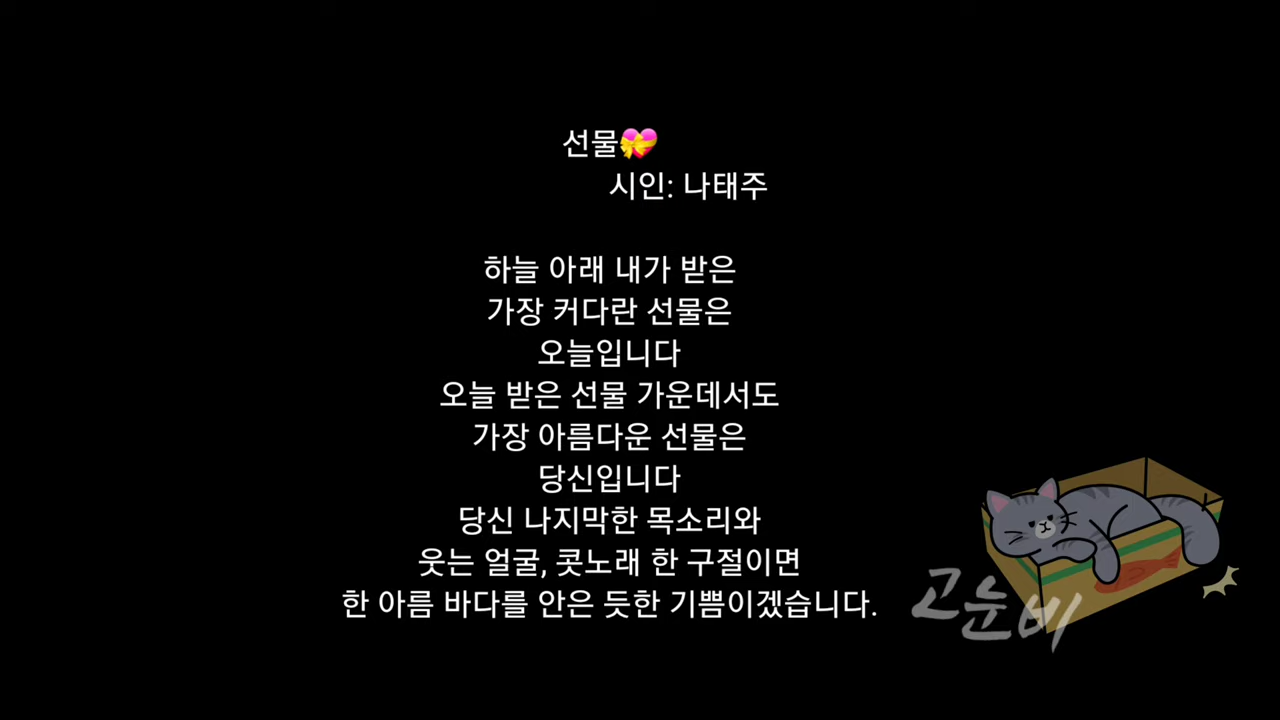 선물💝
시인: 나태주
하늘 아래 내가 받은
가장 커다란 선물은
오늘입니다
오늘 받은 선물 가운데서도
가장 아름다운 선물은
당신입니다
당신 나지막한 목소리와
웃는 얼굴, 콧노래 한 구절이면
한 아름 바다를 안은 듯한 기쁨이겠습니다.
고눈비